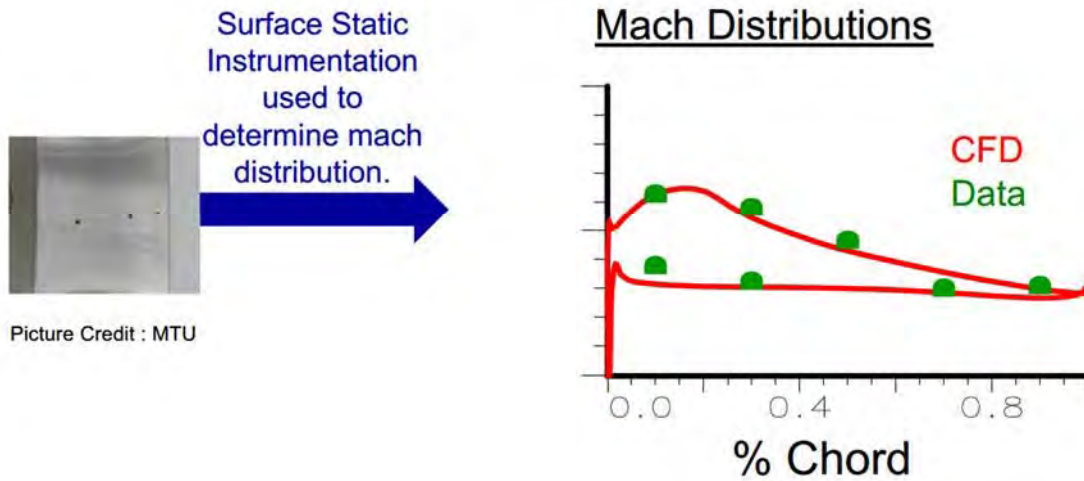 Surface Static
Instrumentation
used to
determine mach
distribution.
Picture Credit : MTU
Mach Distributions
CFD
Data
0.0 0.4 0.8
% Chord